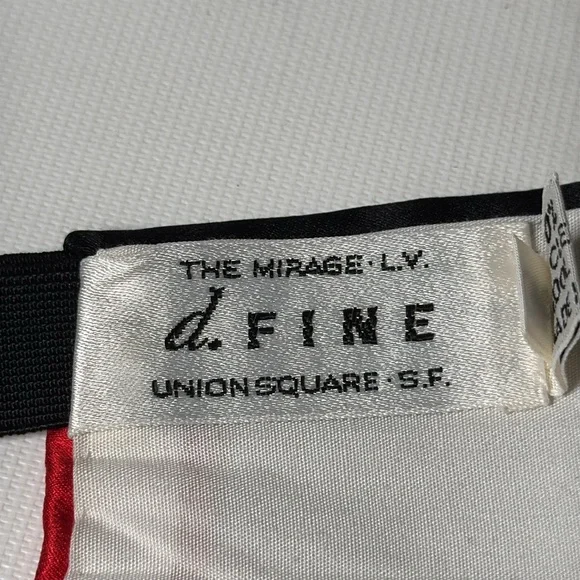 THE MIRAGE · L.V.
d. FINE
UNION SQUARE · S.F.